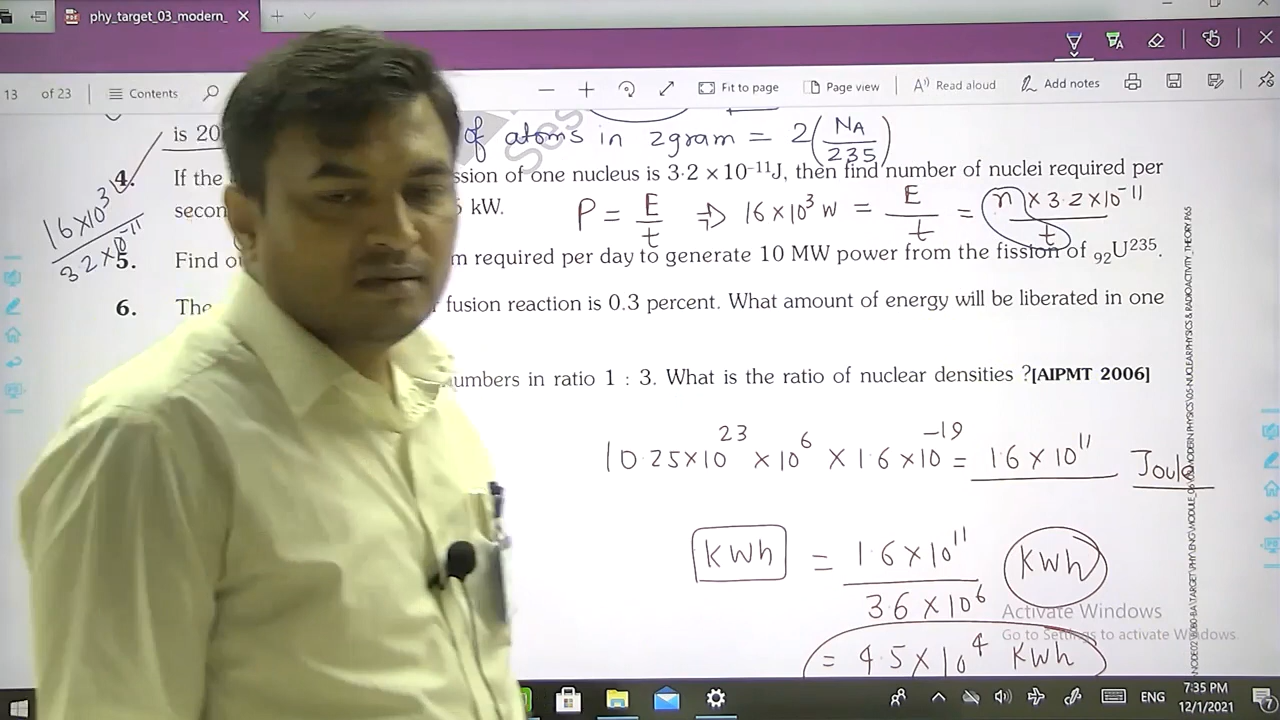 phy_target_03_modern_
13 of 23 Contents Fit to page Page view Read aloud Add notes
is 20 of atoms in 2gram = 2(NA/235)
4. If the ssion of one nucleus is 3·2 × 10⁻¹¹J, then find number of nuclei required per
secon kW. P = E/t ⇒ 16×10³ W = E/t = n × 3·2×10⁻¹¹/t
16×10³/3·2×10⁻¹¹
5. Find o m required per day to generate 10 MW power from the fission of ₉₂U²³⁵.
6. The fusion reaction is 0.3 percent. What amount of energy will be liberated in one
numbers in ratio 1 : 3. What is the ratio of nuclear densities ?[AIPMT 2006]
10·25×10²³ × 10⁶ × 1·6×10⁻¹⁹ = 1·6 × 10¹¹ Joule
KWh = 1·6×10¹¹/3·6×10⁶ KWh
= 4·5×10⁴ KWh
Activate Windows
Go to Settings to activate Windows.
ENG 7:35 PM
12/1/2021
7